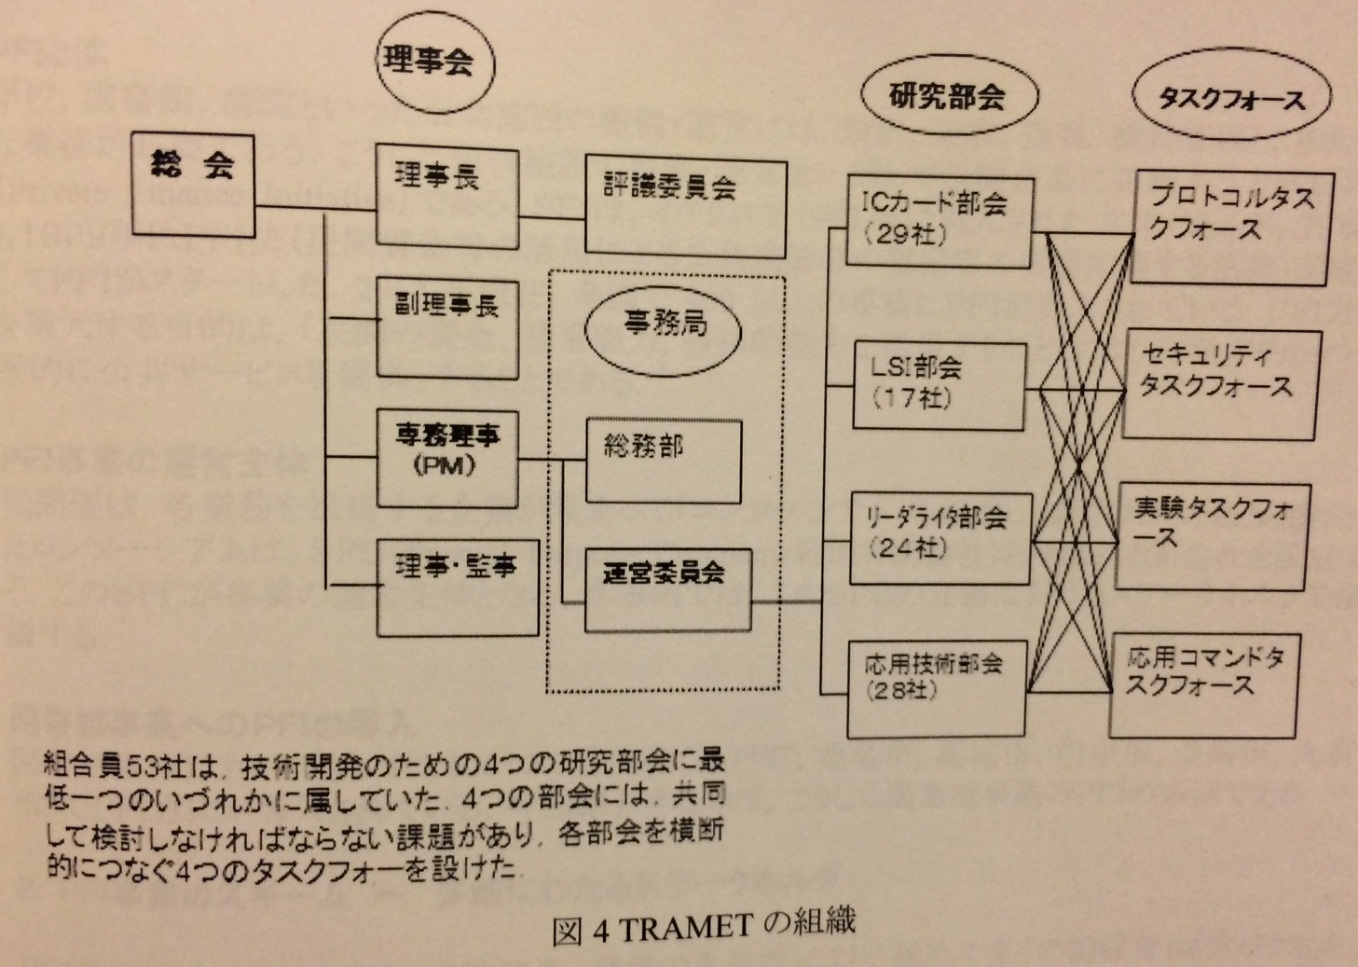 理事会
研究部会
タスクフォース
総 会
理事長
評議委員会
副理事長
事務局
専務理事
(PM)
総務部
理事・監事
運営委員会
ICカード部会
(29社)
LSI部会
(17社)
リーダライタ部会
(24社)
応用技術部会
(28社)
プロトコルタス
クフォース
セキュリティ
タスクフォース
実験タスクフォ
ース
応用コマンドタ
スクフォース
組合員53社は，技術開発のための4つの研究部会に最
低一つのいづれかに属していた．4つの部会には，共同
して検討しなければならない課題があり，各部会を横断
的につなぐ4つのタスクフォーを設けた．
図 4 TRAMET の組織